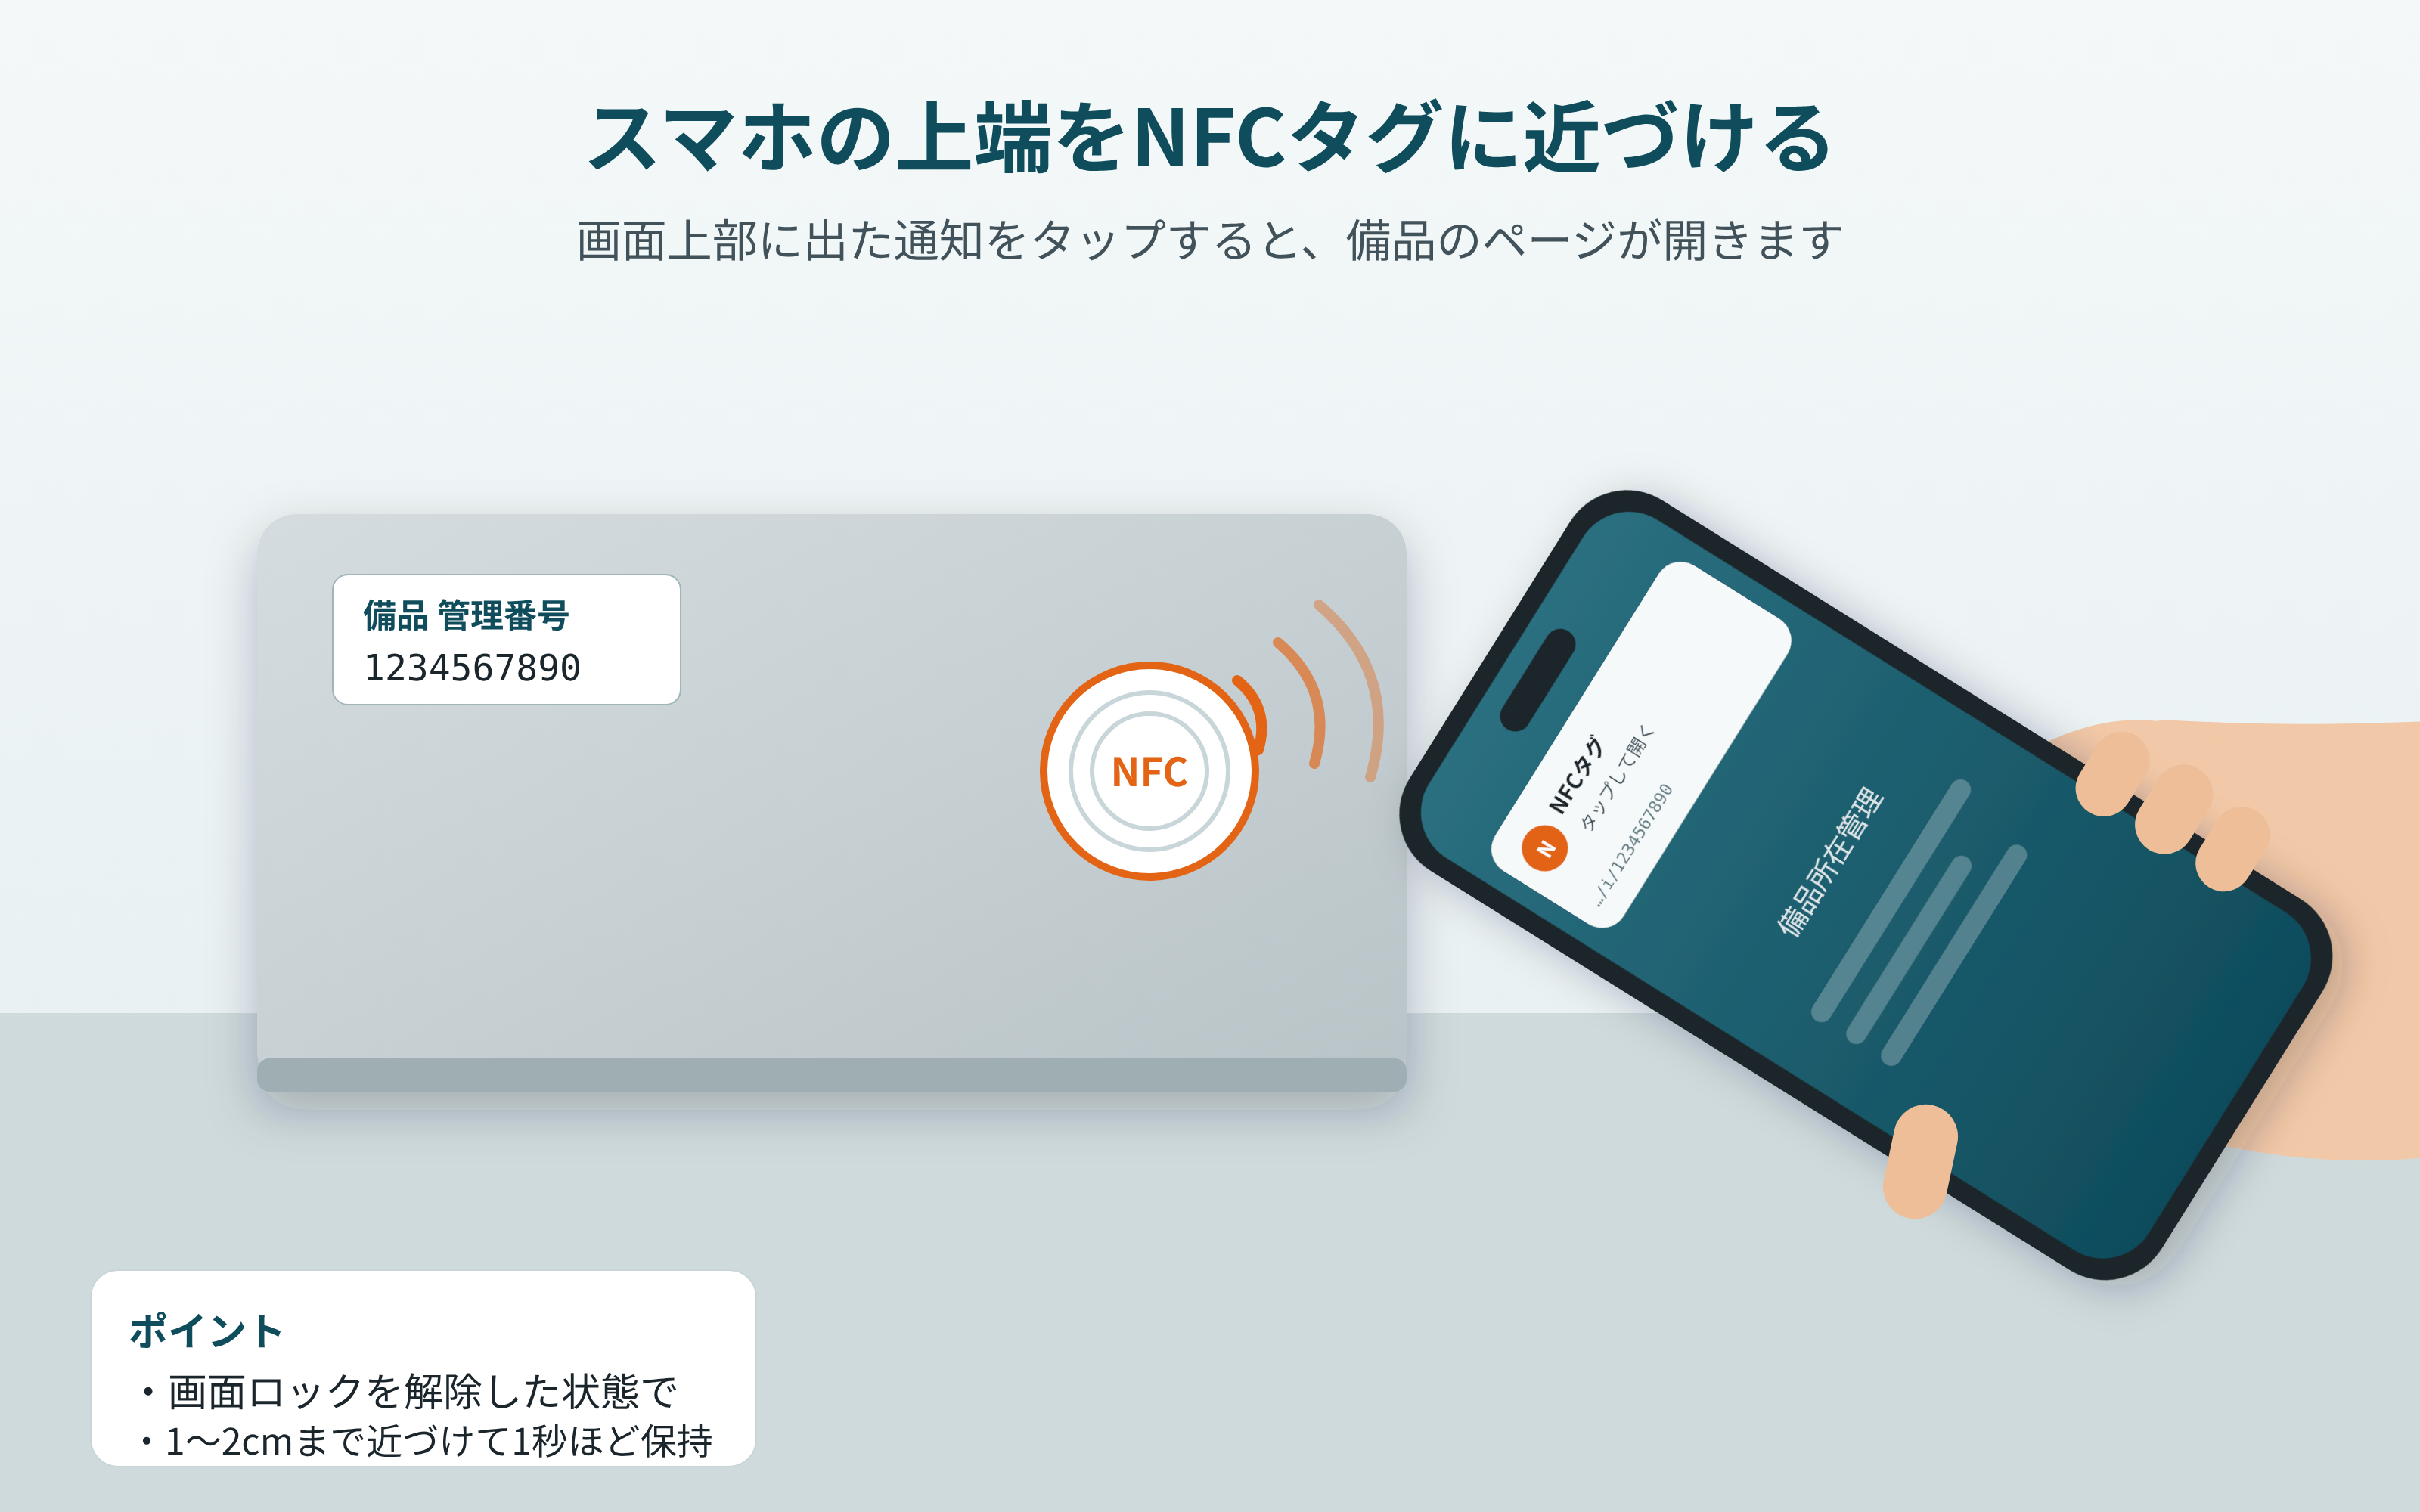 スマホの上端をNFCタグに近づける
画面上部に出た通知をタップすると、備品のページが開きます
備品 管理番号
1234567890
NFC
N
NFCタグ
タップして開く
…/i/1234567890
備品所在管理
ポイント
・画面ロックを解除した状態で
・1〜2cmまで近づけて1秒ほど保持